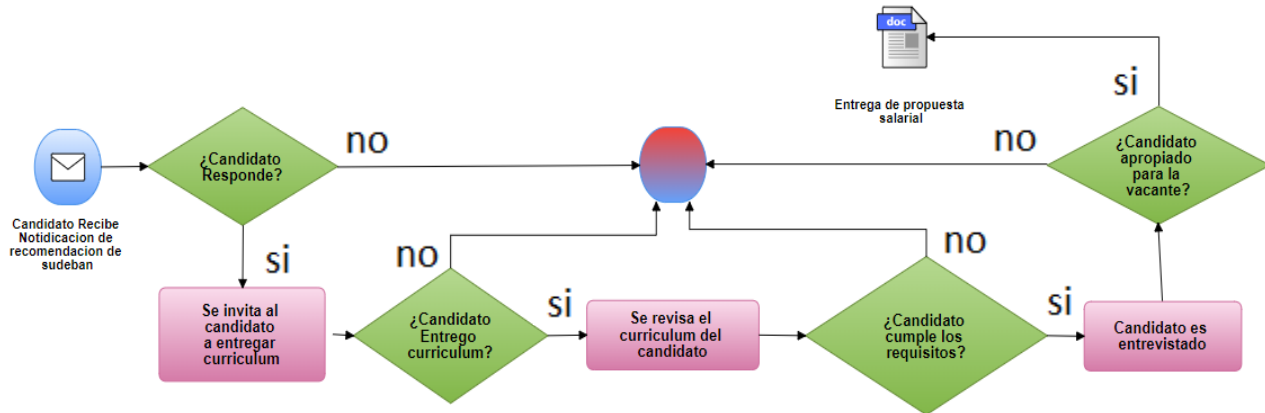 Candidato Recibe
Notidicacion de
recomendacion de
sudeban
¿Candidato
Responde?
no
si
Se invita al
candidato
a entregar
curriculum
¿Candidato
Entrego
curriculum?
no
si
Se revisa el
curriculum del
candidato
¿Candidato
cumple los
requisitos?
no
si
Candidato es
entrevistado
¿Candidato
apropiado
para la
vacante?
no
si
doc
Entrega de propuesta
salarial